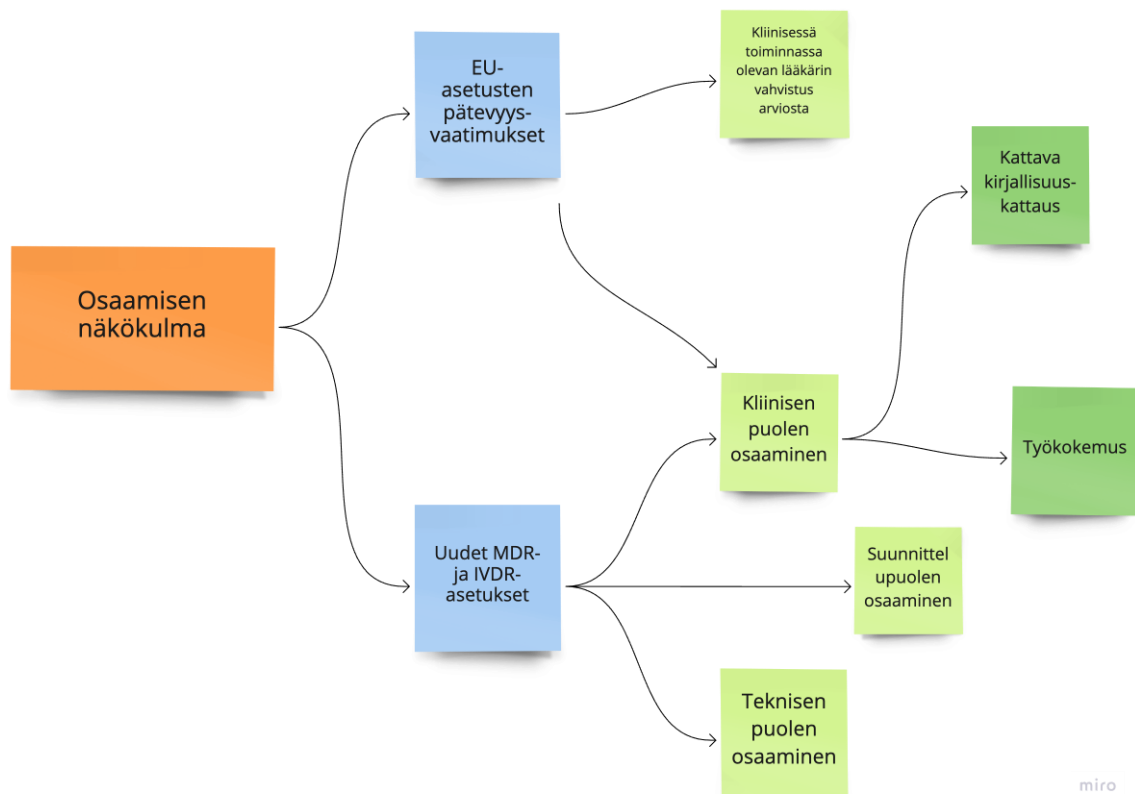 Osaamisen
näkökulma
EU-
asetusten
pätevyys-
vaatimukset
Uudet MDR-
ja IVDR-
asetukset
Kliinisessä
toiminnassa
olevan lääkärin
vahvistus
arviosta
Kliinisen
puolen
osaaminen
Suunnittel
upuolen
osaaminen
Teknisen
puolen
osaaminen
Kattava
kirjallisuus-
kattaus
Työkokemus
miro